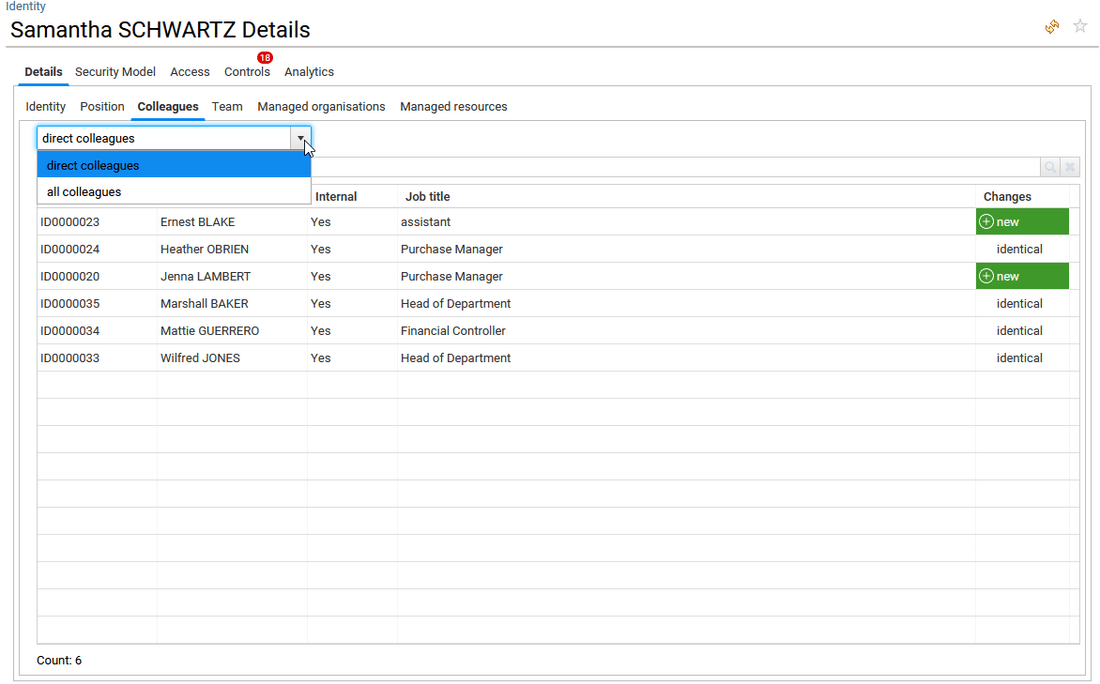 Identity
Samantha SCHWARTZ Details
18
Details Security Model Access Controls Analytics
Identity Position Colleagues Team Managed organisations Managed resources
direct colleagues
direct colleagues
all colleagues
Internal Job title Changes
ID0000023 Ernest BLAKE Yes assistant new
ID0000024 Heather OBRIEN Yes Purchase Manager identical
ID0000020 Jenna LAMBERT Yes Purchase Manager new
ID0000035 Marshall BAKER Yes Head of Department identical
ID0000034 Mattie GUERRERO Yes Financial Controller identical
ID0000033 Wilfred JONES Yes Head of Department identical
Count: 6